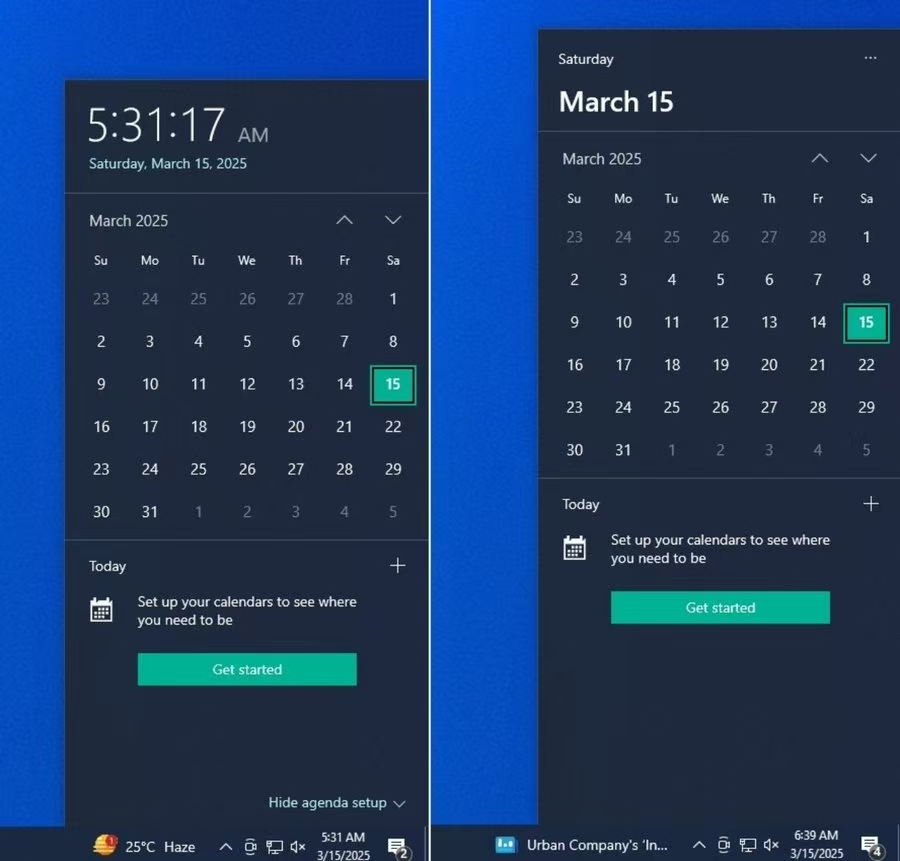 5:31:17 AM
Saturday, March 15, 2025
March 2025
Su Mo Tu We Th Fr Sa
23 24 25 26 27 28 1
2 3 4 5 6 7 8
9 10 11 12 13 14 15
16 17 18 19 20 21 22
23 24 25 26 27 28 29
30 31 1 2 3 4 5
Today
Set up your calendars to see where
you need to be
Get started
Hide agenda setup
25°C Haze
5:31 AM
3/15/2025
2
Saturday
March 15
March 2025
Su Mo Tu We Th Fr Sa
23 24 25 26 27 28 1
2 3 4 5 6 7 8
9 10 11 12 13 14 15
16 17 18 19 20 21 22
23 24 25 26 27 28 29
30 31 1 2 3 4 5
Today
Set up your calendars to see where
you need to be
Get started
Urban Company's 'In...
6:39 AM
3/15/2025
4